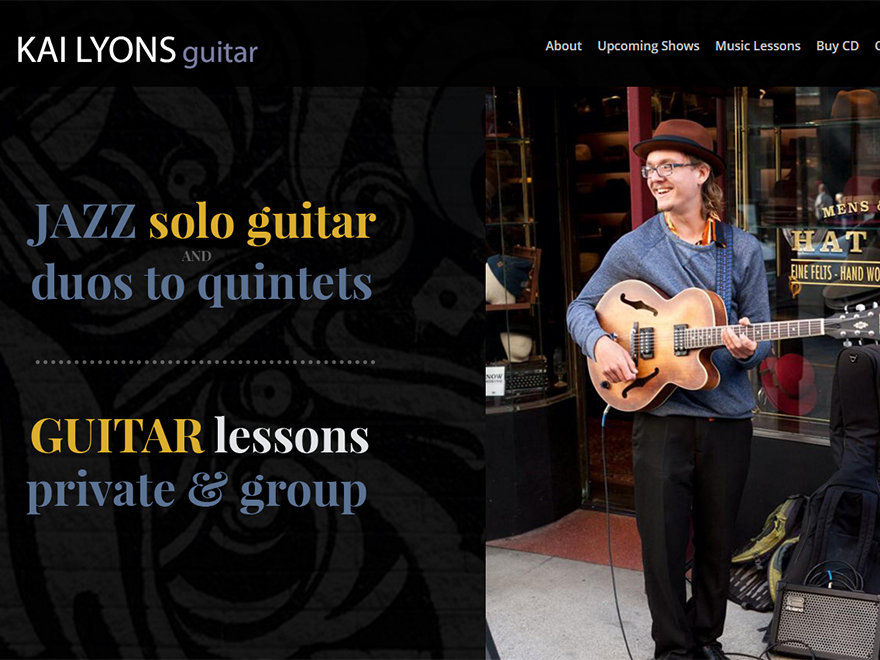 KAI LYONS guitar
About Upcoming Shows Music Lessons Buy CD
JAZZ solo guitar
AND
duos to quintets
GUITAR lessons
private & group
MENS
HAT
FINE FELTS - HAND
NOW
Roland